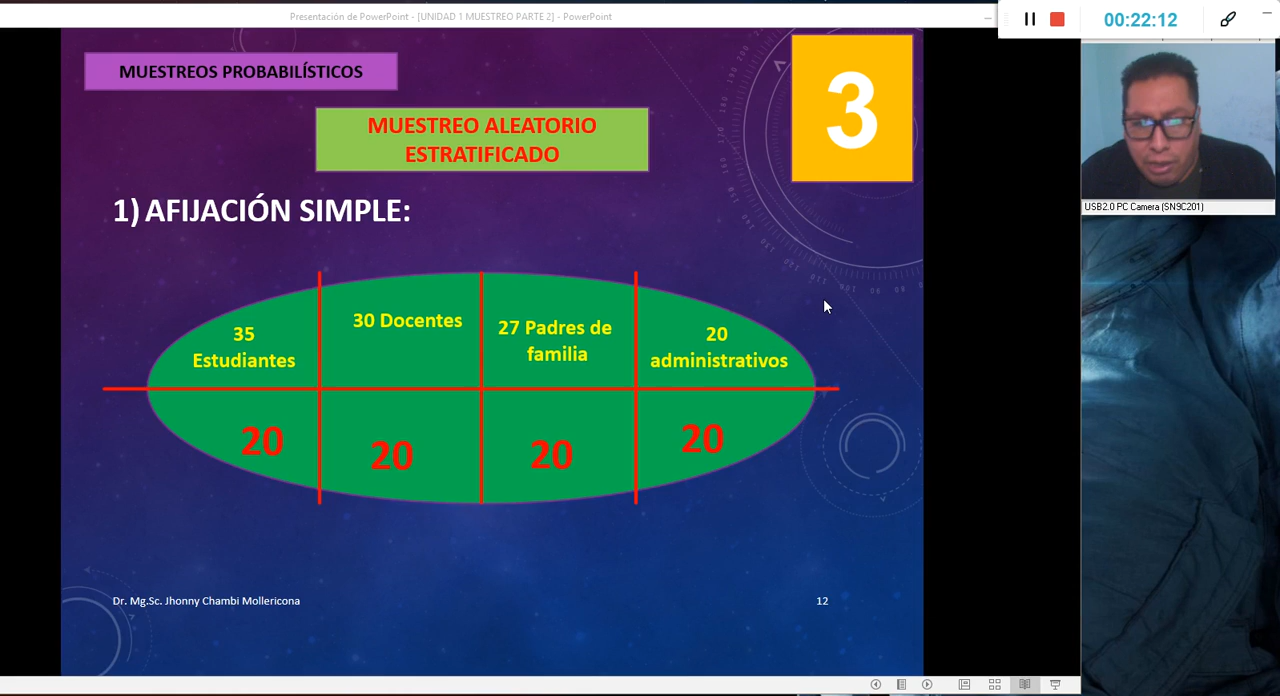 Presentación de PowerPoint - [UNIDAD 1 MUESTREO PARTE 2] - PowerPoint
00:22:12
MUESTREOS PROBABILÍSTICOS
3
MUESTREO ALEATORIO
ESTRATIFICADO
USB2.0 PC Camera (SN9C201)
1) AFIJACIÓN SIMPLE:
35
Estudiantes
30 Docentes
27 Padres de
familia
20
administrativos
20
20
20
20
Dr. Mg.Sc. Jhonny Chambi Mollericona
12